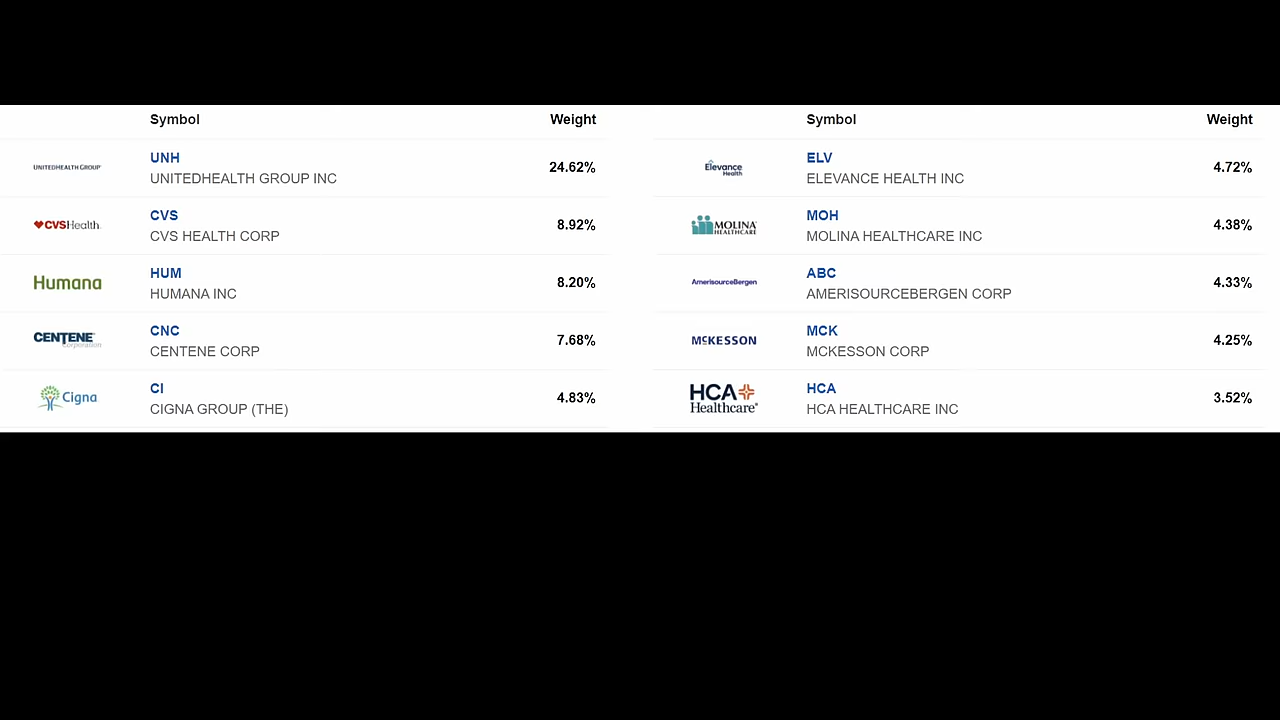 Symbol Weight
UNITEDHEALTH GROUP
UNH
UNITEDHEALTH GROUP INC
24.62%
CVSHealth.
CVS
CVS HEALTH CORP
8.92%
Humana
HUM
HUMANA INC
8.20%
CENTENE
Corporation
CNC
CENTENE CORP
7.68%
Cigna
CI
CIGNA GROUP (THE)
4.83%
Symbol Weight
Elevance
Health
ELV
ELEVANCE HEALTH INC
4.72%
MOLINA
HEALTHCARE
MOH
MOLINA HEALTHCARE INC
4.38%
AmerisourceBergen
ABC
AMERISOURCEBERGEN CORP
4.33%
MCKESSON
MCK
MCKESSON CORP
4.25%
HCA
Healthcare
HCA
HCA HEALTHCARE INC
3.52%